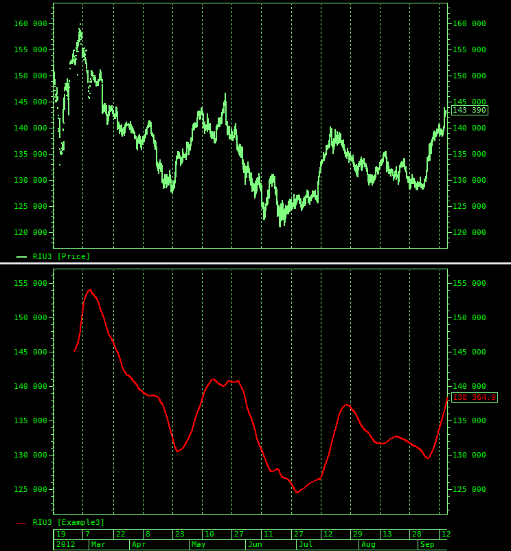 160 000 160 000
155 000 155 000
150 000 150 000
145 000 145 000
143 390
140 000 140 000
135 000 135 000
130 000 130 000
125 000 125 000
120 000 120 000
RIU3 [Price]
155 000 155 000
150 000 150 000
145 000 145 000
140 000 140 000
138 364.9
135 000 135 000
130 000 130 000
125 000 125 000
RIU3 [Example3]
19 7 22 8 23 10 27 11 27 12 29 13 28 12
2012 Mar Apr May Jun Jul Aug Sep